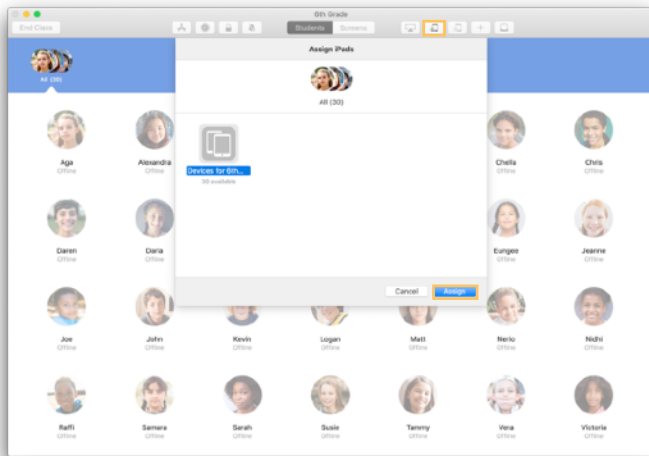 6th Grade
End Class
Students
Screens
Assign iPads
All (30)
All (30)
Devices for 6th...
30 available
Aga
Offline
Alexandia
Offline
Chella
Offline
Chris
Offline
Daren
Offline
Daria
Offline
Eungee
Offline
Jeanne
Offline
Cancel
Assign
Joe
Offline
John
Offline
Kevin
Offline
Logan
Offline
Matt
Offline
Nerio
Offline
Nidhi
Offline
Raffi
Offline
Samara
Offline
Sarah
Offline
Susie
Offline
Tammy
Offline
Vera
Offline
Victoria
Offline